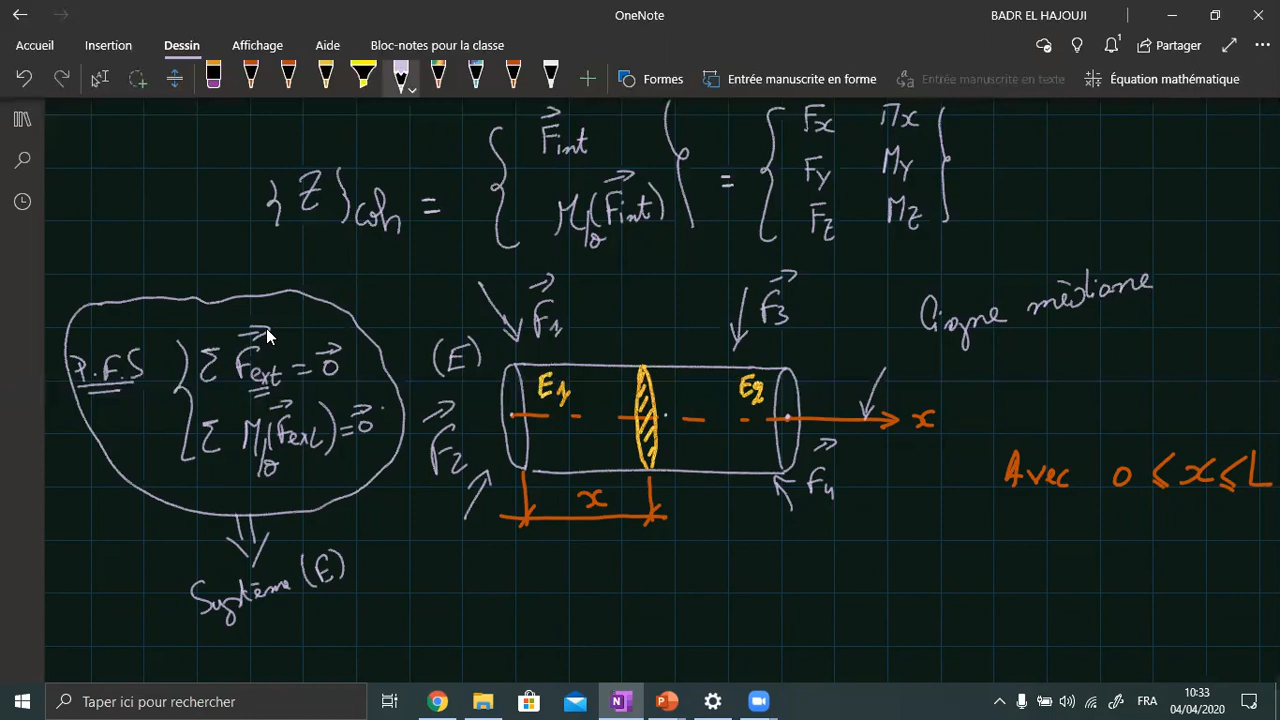 OneNote
BADR EL HAJOUJI
Accueil Insertion Dessin Affichage Aide Bloc-notes pour la classe
Partager
Formes Entrée manuscrite en forme Entrée manuscrite en texte Équation mathématique
{ Z }Coh = { F⃗int = { Fx Mx
M/o(F⃗int) Fy My
Fz Mz }
Ligne médiane
F⃗1 F⃗3
P.F.S { Σ F⃗ext = 0⃗
Σ M/o(F⃗ext) = 0⃗
(E) E1 E2
F⃗2 x
F⃗4
Avec 0 ⩽ x ⩽ L
x
Système (E)
Taper ici pour rechercher
FRA
10:33
04/04/2020